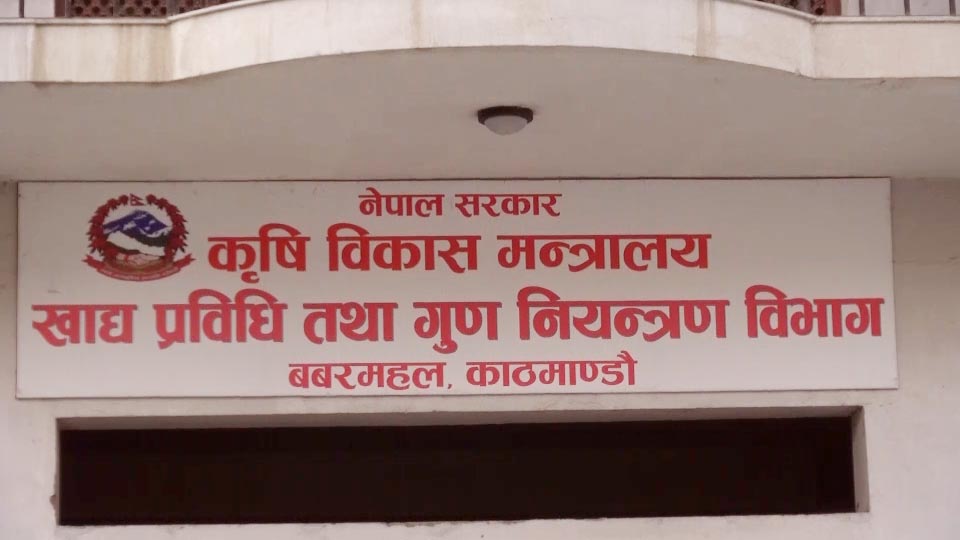 नेपाल सरकार
कृषि विकास मन्त्रालय
खाद्य प्रविधि तथा गुण नियन्त्रण विभाग
बबरमहल, काठमाण्डौ